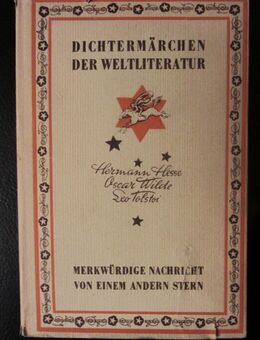 DICHTERMÄRCHEN
DER WELTLITERATUR
Hermann Hesse
Oscar Wilde
Leo Tolstoi
MERKWÜRDIGE NACHRICHT
VON EINEM ANDERN STERN